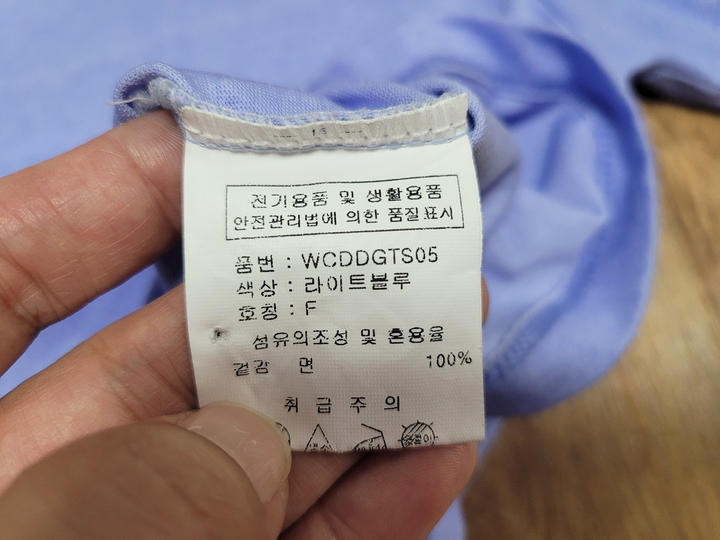 전기용품 및 생활용품
안전관리법에 의한 품질표시
품번 : WCDDGTS05
색상 : 라이트블루
호칭 : F
섬유의조성 및 혼용율
겉감 면 100%
취 급 주 의